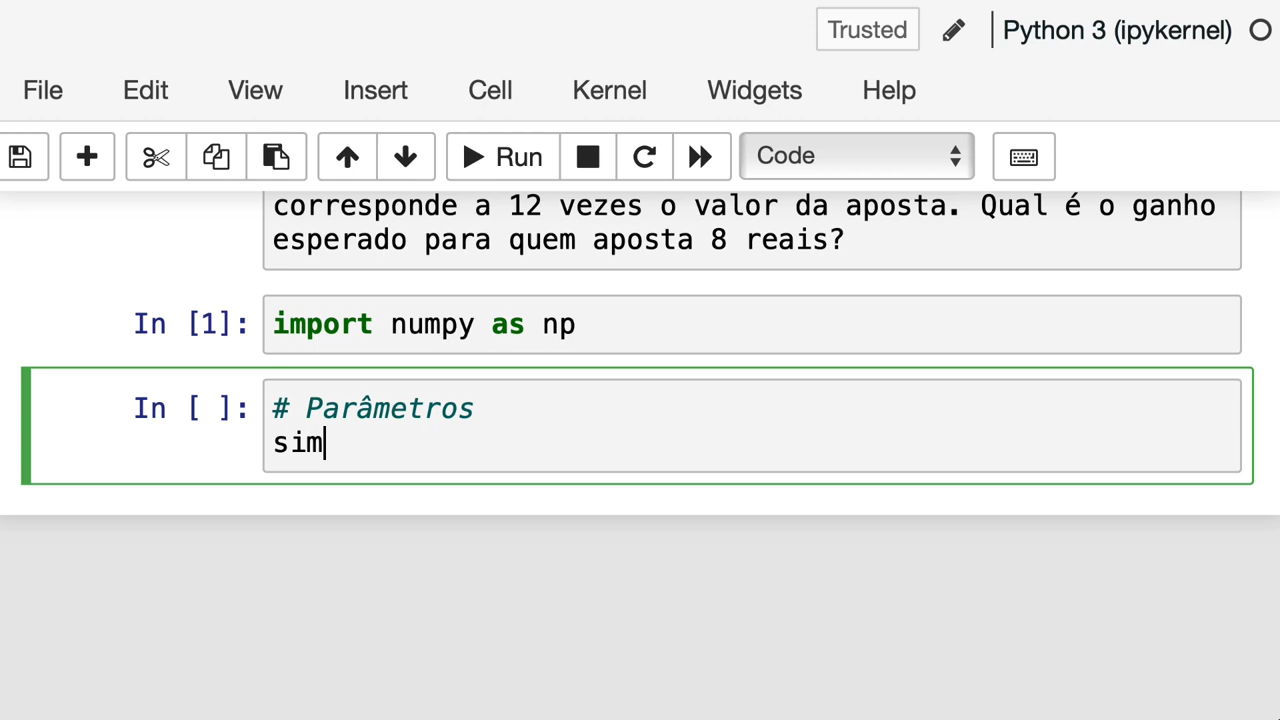 Trusted Python 3 (ipykernel)
File Edit View Insert Cell Kernel Widgets Help
Run Code
corresponde a 12 vezes o valor da aposta. Qual é o ganho
esperado para quem aposta 8 reais?
In [1]: import numpy as np
In [ ]: # Parâmetros
sim